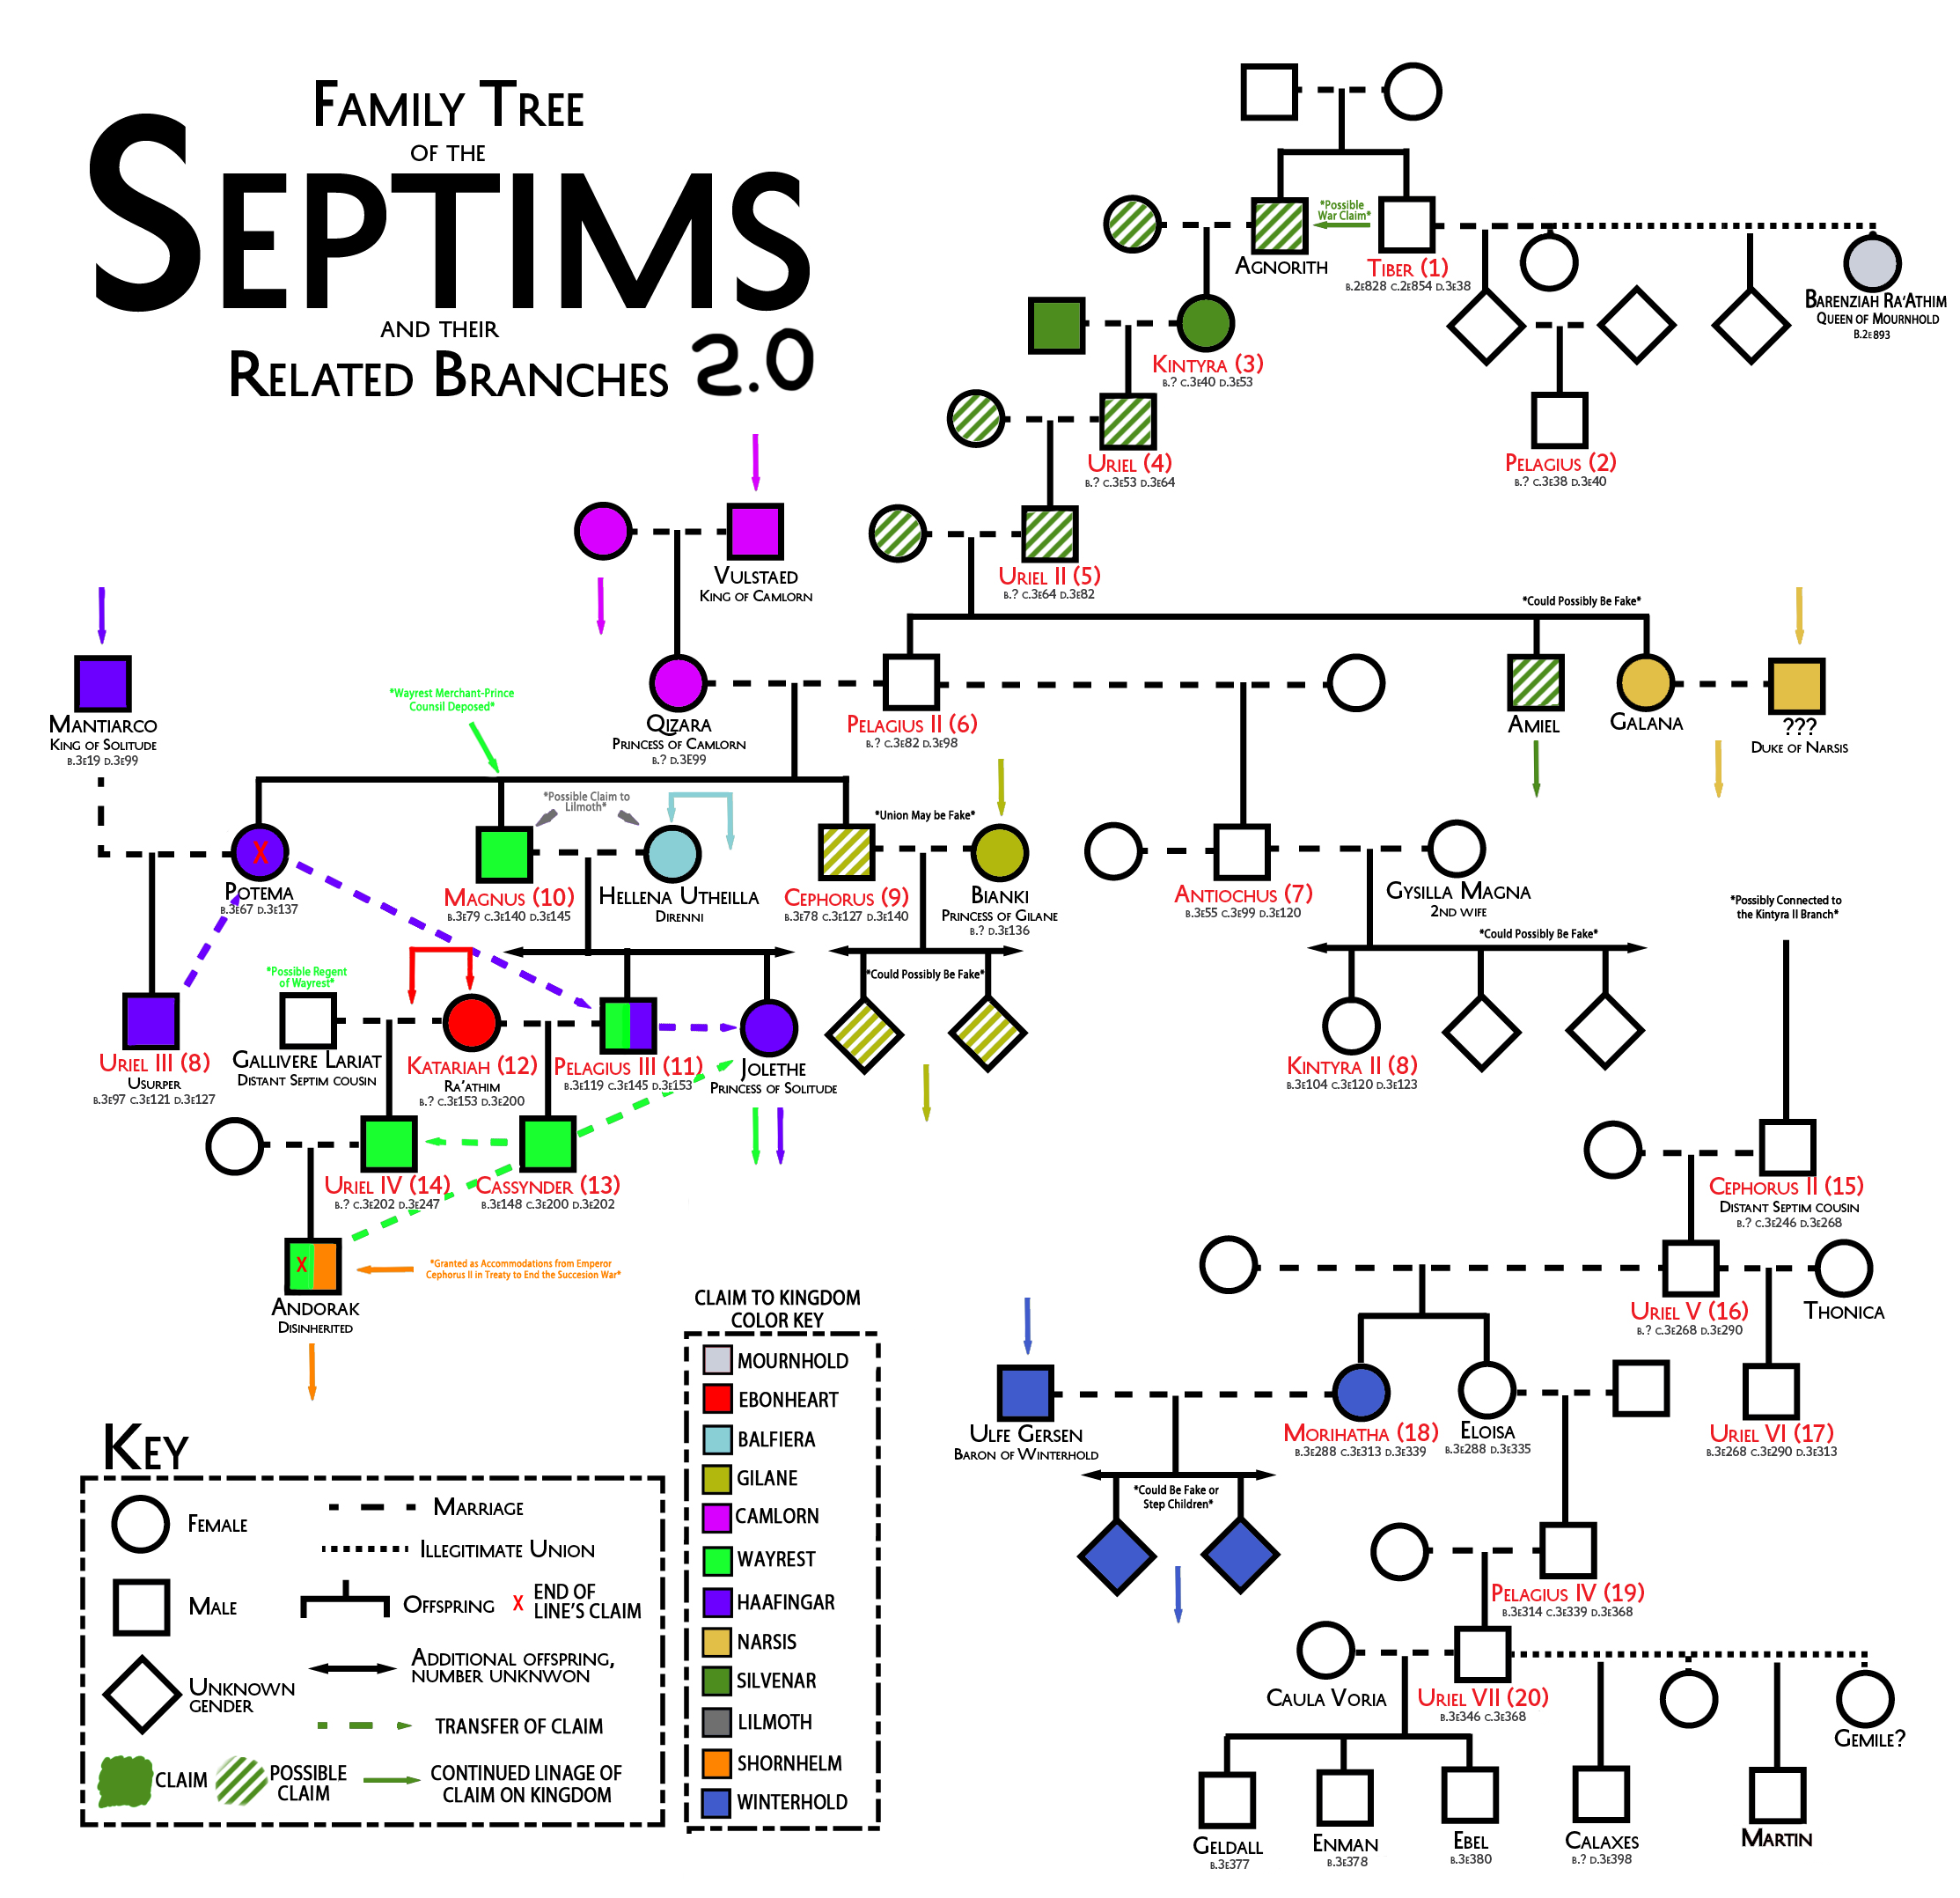 Family Tree
of the
Septims
and their
Related Branches 2.0
*Possible
War Claim*
Agnorith
Tiber (1)
b.2e828 c.2e854 d.3e38
Barenziah Ra'Athim
Queen of Mournhold
b.2e893
Kintyra (3)
b.? c.3e40 d.3e53
Uriel (4)
b.? c.3e53 d.3e64
Pelagius (2)
b.? c.3e38 d.3e40
Vulstaed
King of Camlorn
Uriel II (5)
b.? c.3e64 d.3e82
*Could Possibly Be Fake*
Mantiarco
King of Solitude
b.3e19 d.3e99
*Wayrest Merchant-Prince
Counsil Deposed*
Qizara
Princess of Camlorn
b.? d.3e99
Pelagius II (6)
b.? c.3e82 d.3e98
Amiel
Galana
???
Duke of Narsis
*Possible Claim to
Lilmoth*
*Union May be Fake*
X
Potema
b.3e67 d.3e137
Magnus (10)
b.3e79 c.3e140 d.3e145
Hellena Utheilla
Direnni
Cephorus (9)
b.3e78 c.3e127 d.3e140
Bianki
Princess of Gilane
b.? d.3e136
Antiochus (7)
b.3e55 c.3e99 d.3e120
Gysilla Magna
2nd wife
*Possibly Connected to
the Kintyra II Branch*
*Could Possibly Be Fake*
*Could Possibly Be Fake*
*Possible Regent
of Wayrest*
Uriel III (8)
Usurper
b.3e97 c.3e121 d.3e127
Gallivere Lariat
Distant Septim cousin
Katariah (12)
Ra'athim
b.? c.3e153 d.3e200
Pelagius III (11)
b.3e119 c.3e145 d.3e153
Jolethe
Princess of Solitude
Kintyra II (8)
b.3e104 c.3e120 d.3e123
Uriel IV (14)
b.? c.3e202 d.3e247
Cassynder (13)
b.3e148 c.3e200 d.3e202
Cephorus II (15)
Distant Septim cousin
b.? c.3e246 d.3e268
X
Andorak
Disinherited
*Granted as Accommodations from Emperor
Cephorus II in Treaty to End the Succesion War*
Uriel V (16)
b.? c.3e268 d.3e290
Thonica
Ulfe Gersen
Baron of Winterhold
Morihatha (18)
b.3e288 c.3e313 d.3e339
Eloisa
b.3e288 d.3e335
Uriel VI (17)
b.3e268 c.3e290 d.3e313
*Could Be Fake or
Step Children*
Pelagius IV (19)
b.3e314 c.3e339 d.3e368
Caula Voria
Uriel VII (20)
b.3e346 c.3e368
Gemile?
Geldall
b.3e377
Enman
b.3e378
Ebel
b.3e380
Calaxes
b.? d.3e398
Martin
CLAIM TO KINGDOM
COLOR KEY
MOURNHOLD
EBONHEART
BALFIERA
GILANE
CAMLORN
WAYREST
HAAFINGAR
NARSIS
SILVENAR
LILMOTH
SHORNHELM
WINTERHOLD
Key
Female
Marriage
Illegitimate Union
Male
Offspring
X END OF
LINE'S CLAIM
Unknown
gender
Additional offspring,
number unknwon
TRANSFER OF CLAIM
CLAIM
POSSIBLE
CLAIM
CONTINUED LINAGE OF
CLAIM ON KINGDOM